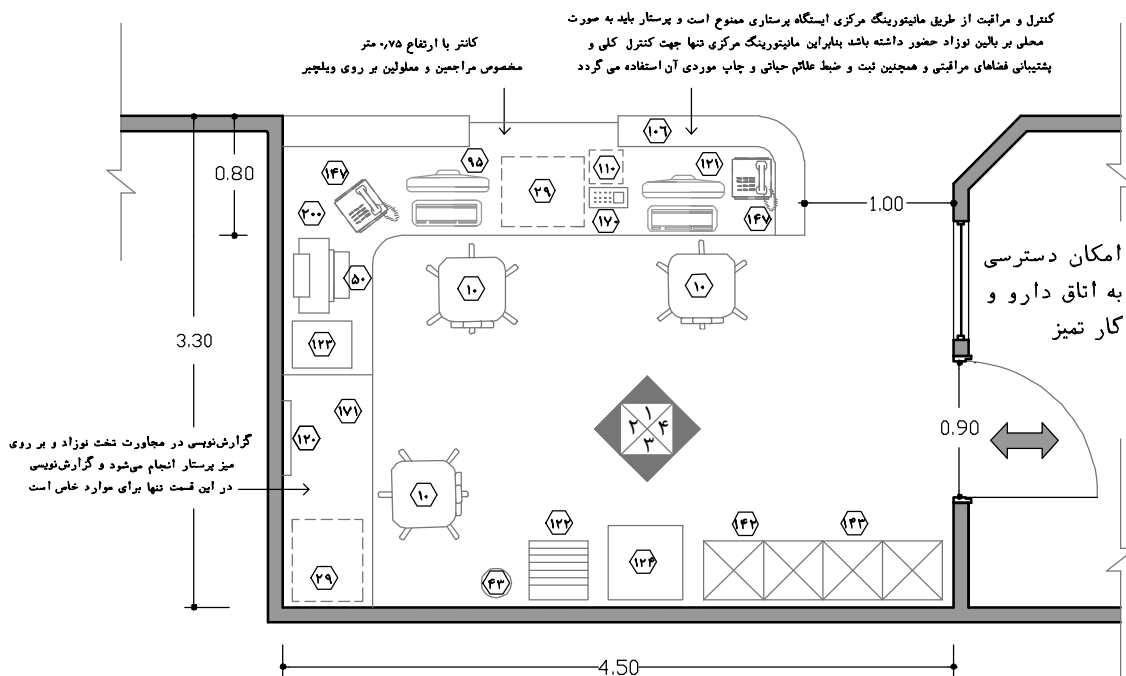 کنترل و مراقبت از طریق مانیتورینگ مرکزی ایستگاه پرستاری ممنوع است و پرستار باید به صورت
محلی بر بالین نوزاد حضور داشته باشد بنابراین مانیتورینگ مرکزی تنها جهت کنترل کلی و
پشتیبانی فضاهای مراقبتی و همچنین ثبت و ضبط علائم حیاتی و چاپ موردی آن استفاده می گردد
کانتر با ارتفاع ۰٫۷۵ متر
مخصوص مراجعین و معلولین بر روی ویلچیر
۱۰۶
۹۵
۱۱۰
۱۲۱
۱۴۷
0.80
۲۹
۲۰۰
۱۷۰
۱۴۷
1.00
امکان دسترسی
به اتاق دارو و
کار تمیز
۵۰
۱۰
۱۰
3.30
۱۲۳
۱۷۱
۱
۲
۴
۳
0.90
۱۲۰
گزارش‌نویسی در مجاورت تخت نوزاد و بر روی
میز پرستار انجام می‌شود و گزارش‌نویسی
در این قسمت تنها برای موارد خاص است
۱۰
۱۲۲
۱۴۲
۱۴۳
۱۲۴
۲۹
۴۳
4.50